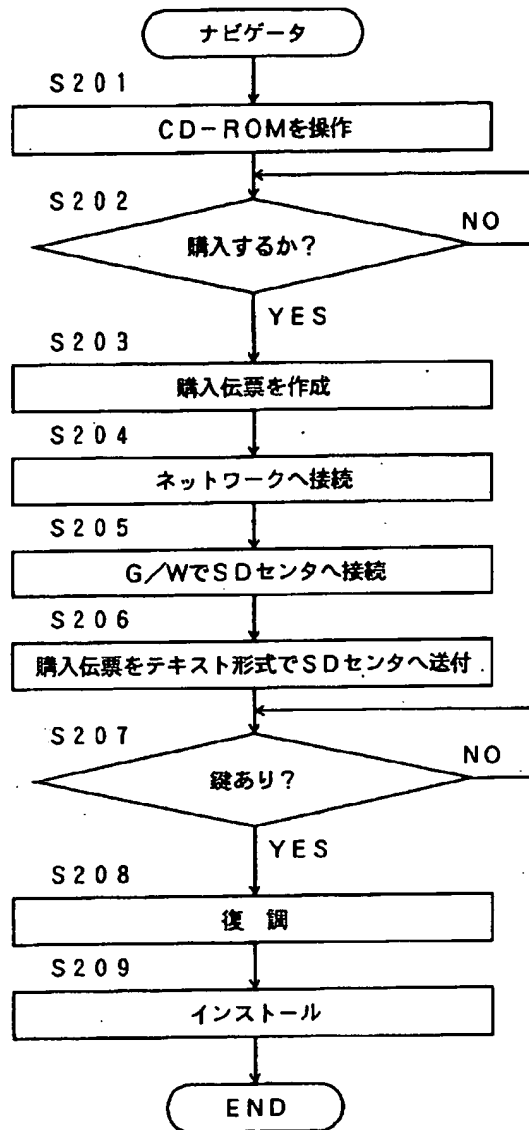 ナビゲータ
S201
CD-ROMを操作
S202
購入するか?
NO
YES
S203
購入伝票を作成
S204
ネットワークへ接続
S205
G/WでSDセンタへ接続
S206
購入伝票をテキスト形式でSDセンタへ送付
S207
鍵あり?
NO
YES
S208
復調
S209
インストール
END